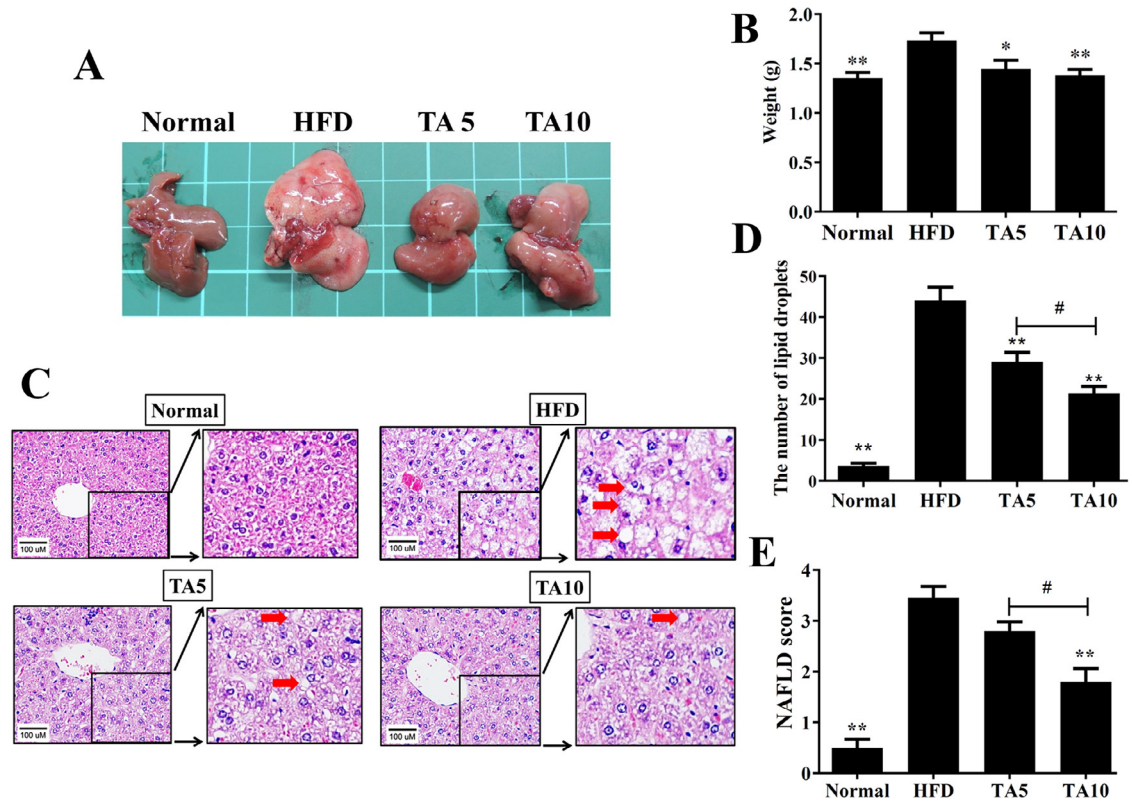 A
Normal HFD TA 5 TA10
B
Weight (g)
2.0
1.5
1.0
0.5
0.0
** * **
Normal HFD TA5 TA10
C
Normal
100 uM
HFD
100 uM
TA5
100 uM
TA10
100 uM
D
The number of lipid droplets
50
40
30
20
10
0
#
** ** **
Normal HFD TA5 TA10
E
NAFLD score
4
3
2
1
0
#
** **
Normal HFD TA5 TA10